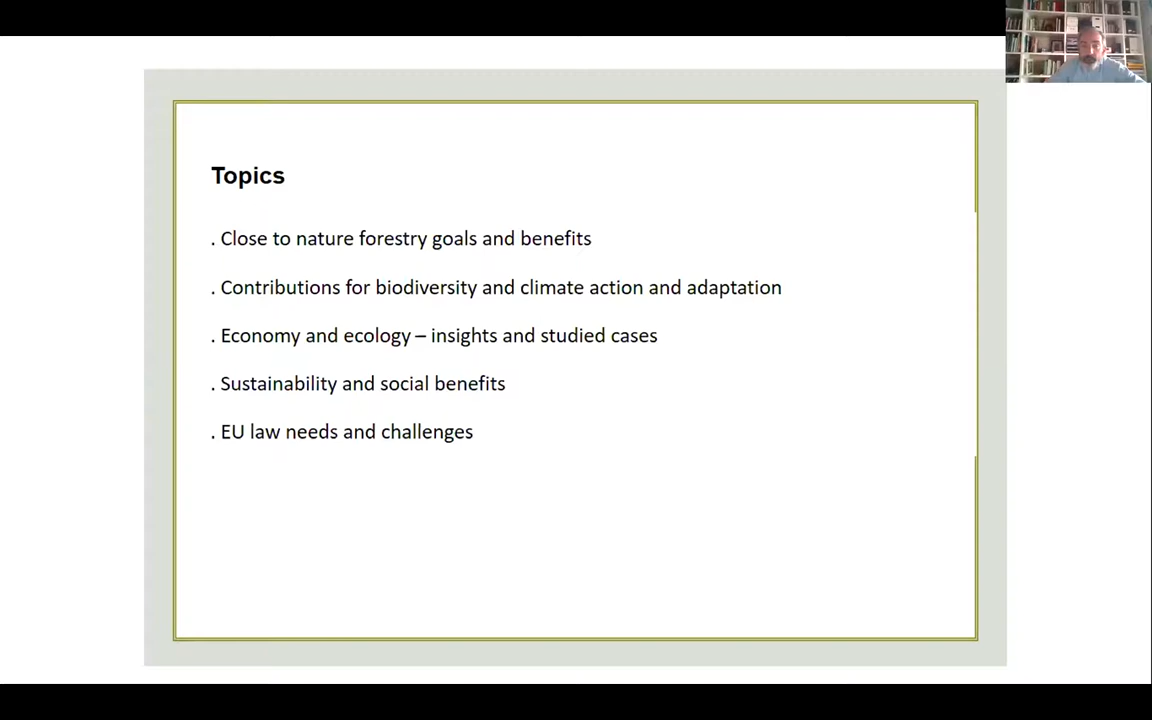 Topics
. Close to nature forestry goals and benefits
. Contributions for biodiversity and climate action and adaptation
. Economy and ecology – insights and studied cases
. Sustainability and social benefits
. EU law needs and challenges